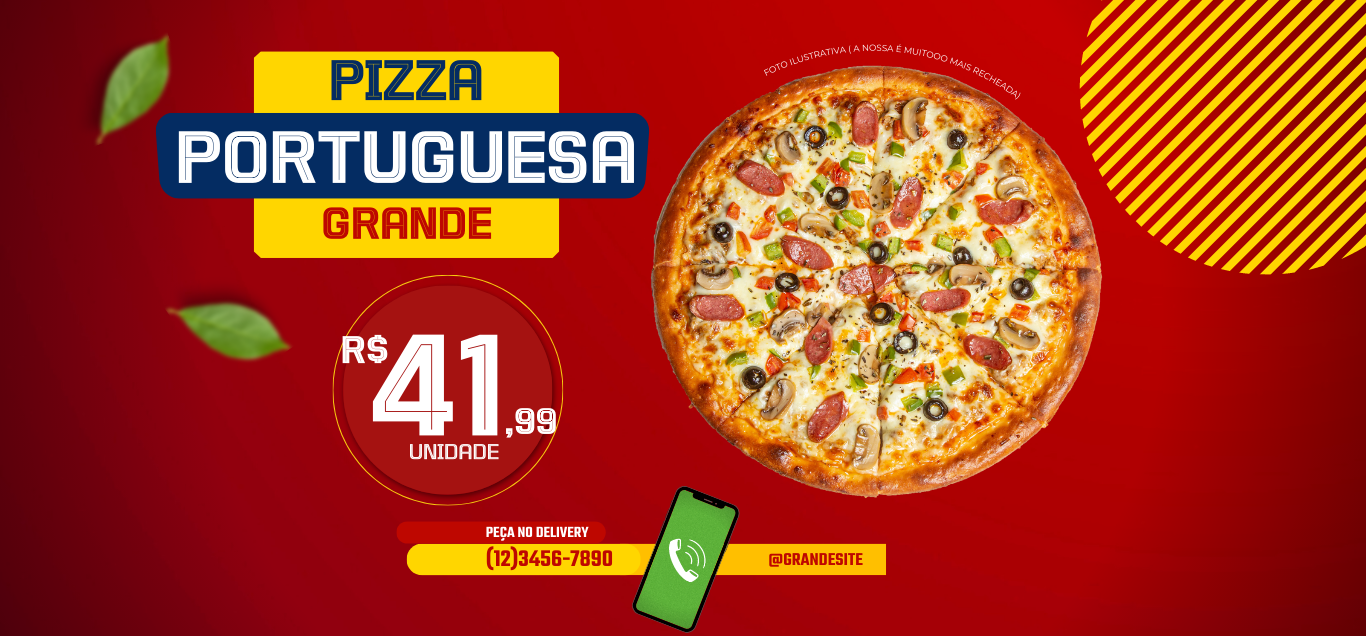 PIZZA
PORTUGUESA
GRANDE
FOTO ILUSTRATIVA ( A NOSSA É MUITOOO MAIS RECHEADA)
R$41,99
UNIDADE
PEÇA NO DELIVERY
(12)3456-7890
@GRANDESITE